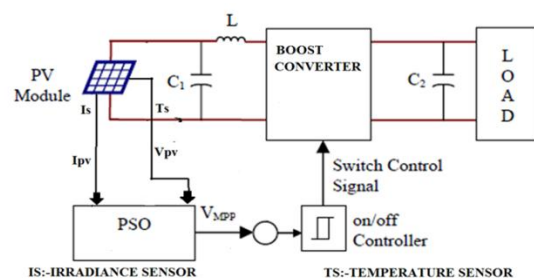 L
BOOST
CONVERTER
L
O
A
D
PV
Module
C1
C2
Is
Ts
Ipv
Vpv
Switch Control
Signal
PSO
VMPP
on/off
Controller
IS:-IRRADIANCE SENSOR
TS:-TEMPERATURE SENSOR